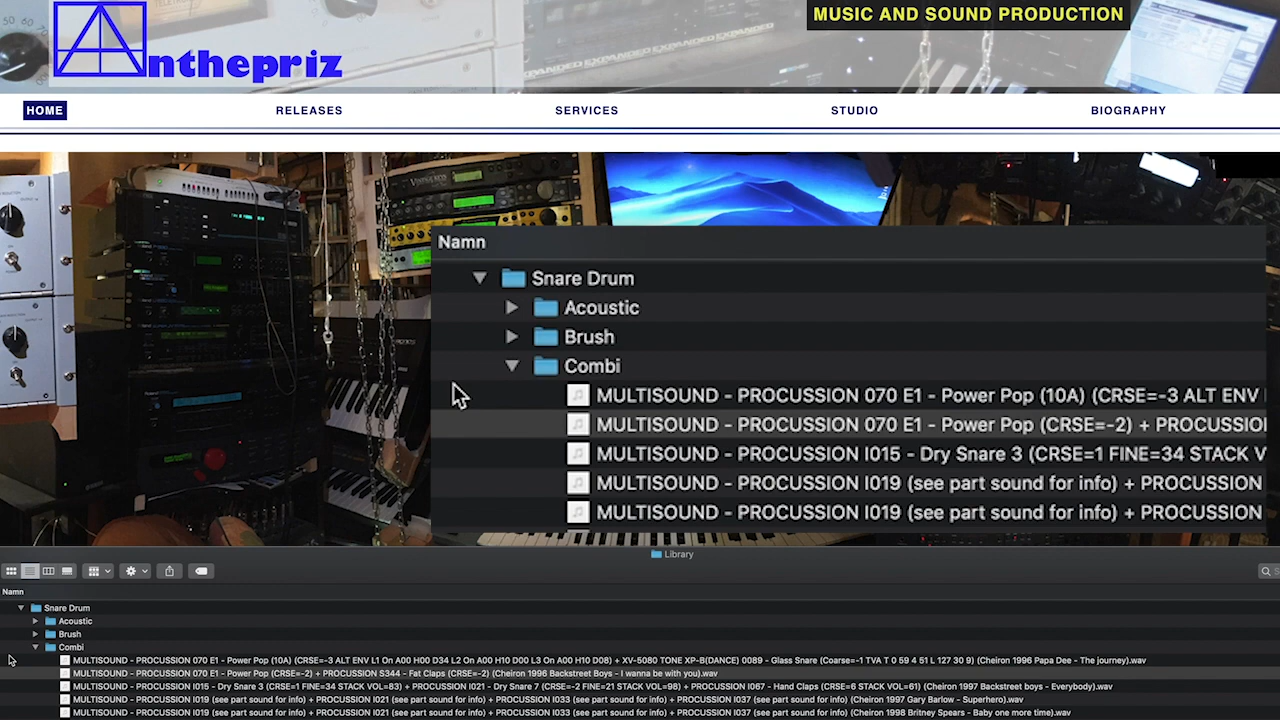 Anthepriz
MUSIC AND SOUND PRODUCTION
HOME
RELEASES
SERVICES
STUDIO
BIOGRAPHY
Namn
Snare Drum
Acoustic
Brush
Combi
MULTISOUND - PROCUSSION 070 E1 - Power Pop (10A) (CRSE=-3 ALT ENV
MULTISOUND - PROCUSSION 070 E1 - Power Pop (CRSE=-2) + PROCUSSIO
MULTISOUND - PROCUSSION I015 - Dry Snare 3 (CRSE=1 FINE=34 STACK V
MULTISOUND - PROCUSSION I019 (see part sound for info) + PROCUSSION
MULTISOUND - PROCUSSION I019 (see part sound for info) + PROCUSSION
Library
Namn
Snare Drum
Acoustic
Brush
Combi
MULTISOUND - PROCUSSION 070 E1 - Power Pop (10A) (CRSE=-3 ALT ENV L1 On A00 H00 D34 L2 On A00 H10 D00 L3 On A00 H10 D08) + XV-5080 TONE XP-B(DANCE) 0089 - Glass Snare (Coarse=-1 TVA T 0 59 4 51 L 127 30 9) (Cheiron 1996 Papa Dee - The journey).wav
MULTISOUND - PROCUSSION 070 E1 - Power Pop (CRSE=-2) + PROCUSSION S344 - Fat Claps (CRSE=-2) (Cheiron 1996 Backstreet Boys - I wanna be with you).wav
MULTISOUND - PROCUSSION I015 - Dry Snare 3 (CRSE=1 FINE=34 STACK VOL=83) + PROCUSSION I021 - Dry Snare 7 (CRSE=-2 FINE=21 STACK VOL=98) + PROCUSSION I067 - Hand Claps (CRSE=6 STACK VOL=61) (Cheiron 1997 Backstreet boys - Everybody).wav
MULTISOUND - PROCUSSION I019 (see part sound for info) + PROCUSSION I021 (see part sound for info) + PROCUSSION I033 (see part sound for info) + PROCUSSION I037 (see part sound for info) (Cheiron 1997 Gary Barlow - Superhero).wav
MULTISOUND - PROCUSSION I019 (see part sound for info) + PROCUSSION I021 (see part sound for info) + PROCUSSION I033 (see part sound for info) + PROCUSSION I037 (see part sound for info) (Cheiron 1998 Britney Spears - Baby one more time).wav